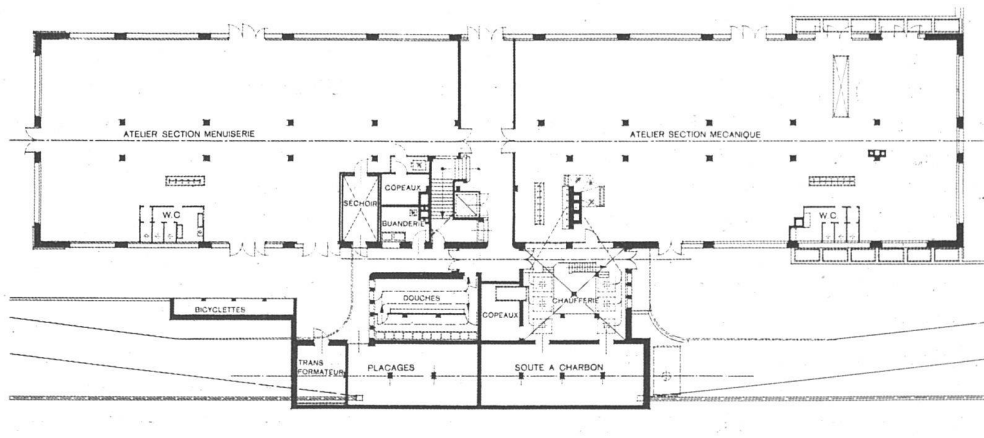 ATELIER SECTION MENUISERIE
ATELIER SECTION MECANIQUE
COPEAUX
SECHOIR
W.C
W.C
BUANDERIE
DOUCHES
CHAUFFERIE
BICYCLETTES
COPEAUX
TRANS
FORMATEUR
PLACAGES
SOUTE A CHARBON